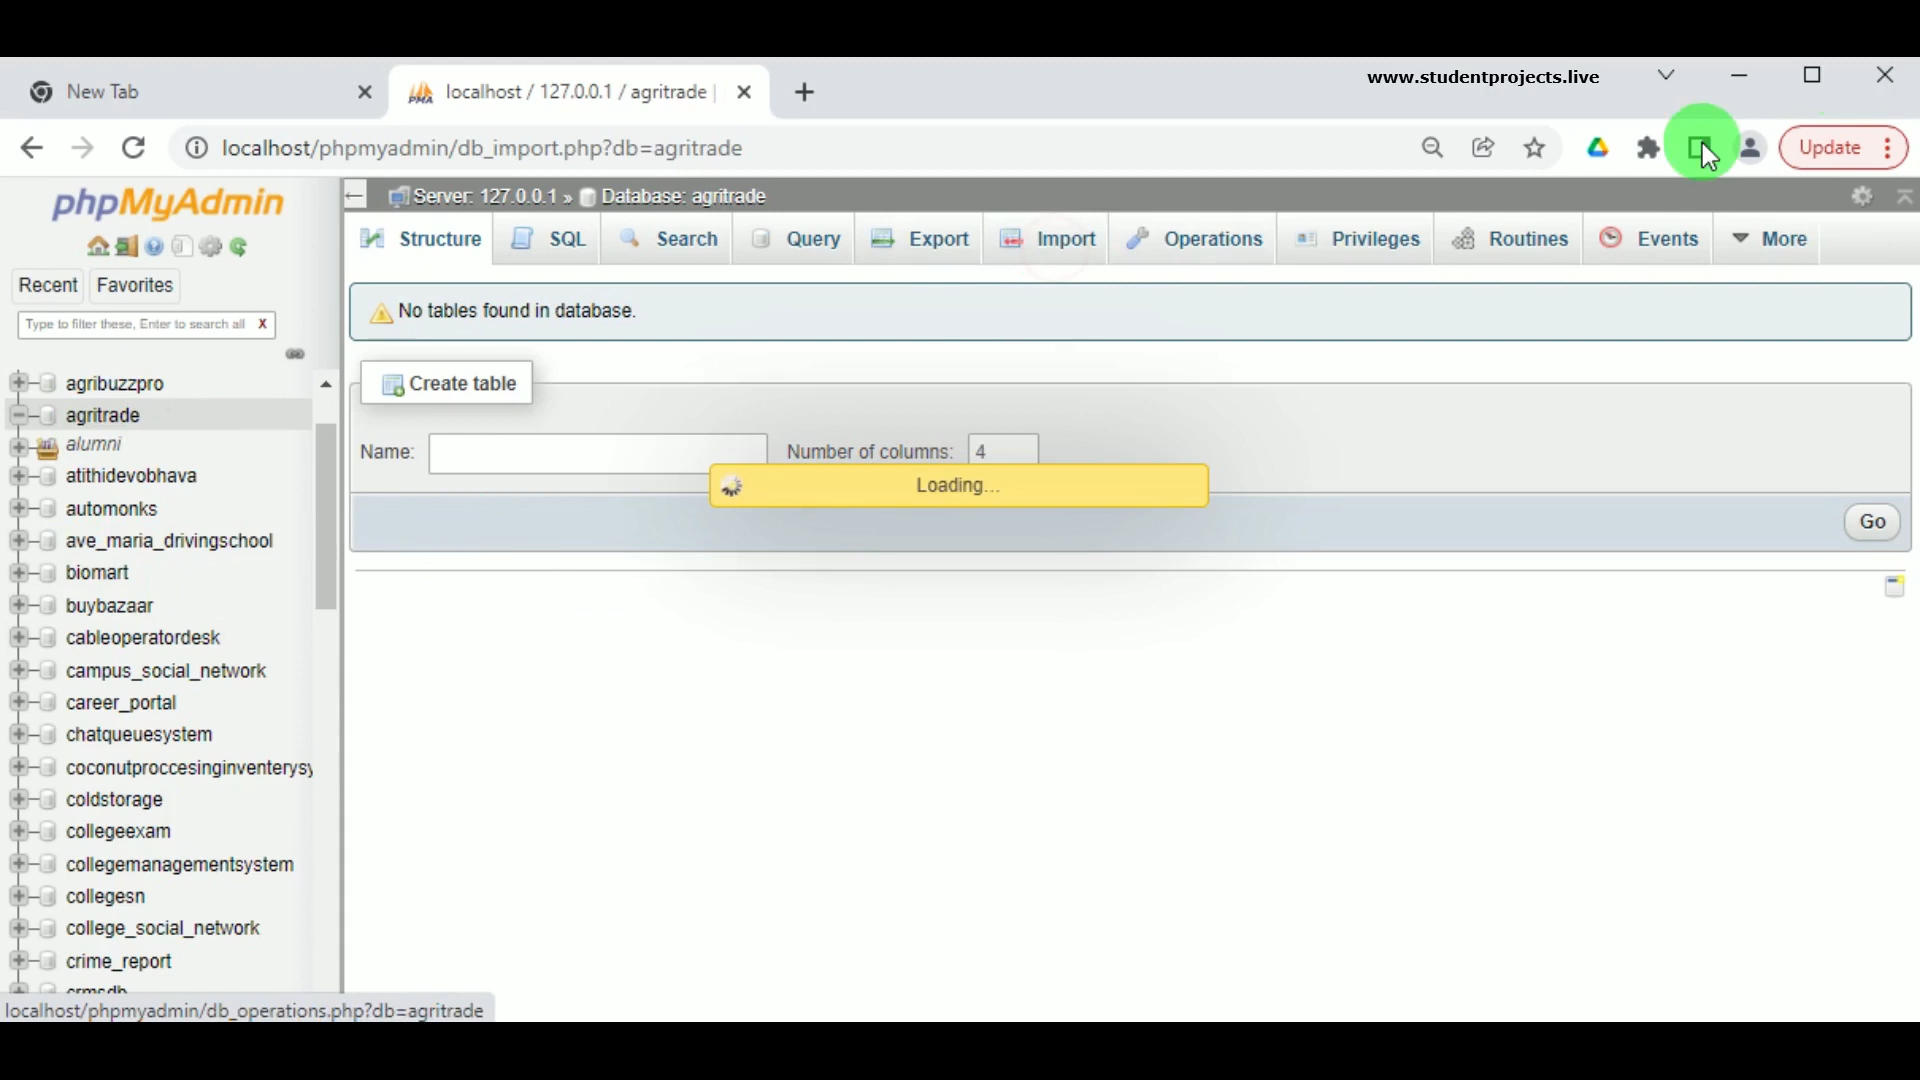 www.studentprojects.live
New Tab
localhost / 127.0.0.1 / agritrade |
localhost/phpmyadmin/db_import.php?db=agritrade
Update
phpMyAdmin
Server: 127.0.0.1 » Database: agritrade
Structure SQL Search Query Export Import Operations Privileges Routines Events More
Recent Favorites
Type to filter these, Enter to search all X
No tables found in database.
Create table
Name: Number of columns: 4
Loading...
Go
agribuzzpro
agritrade
alumni
atithidevobhava
automonks
ave_maria_drivingschool
biomart
buybazaar
cableoperatordesk
campus_social_network
career_portal
chatqueuesystem
coconutproccesinginventerysy
coldstorage
collegeexam
collegemanagementsystem
collegesn
college_social_network
crime_report
crmsdb
localhost/phpmyadmin/db_operations.php?db=agritrade